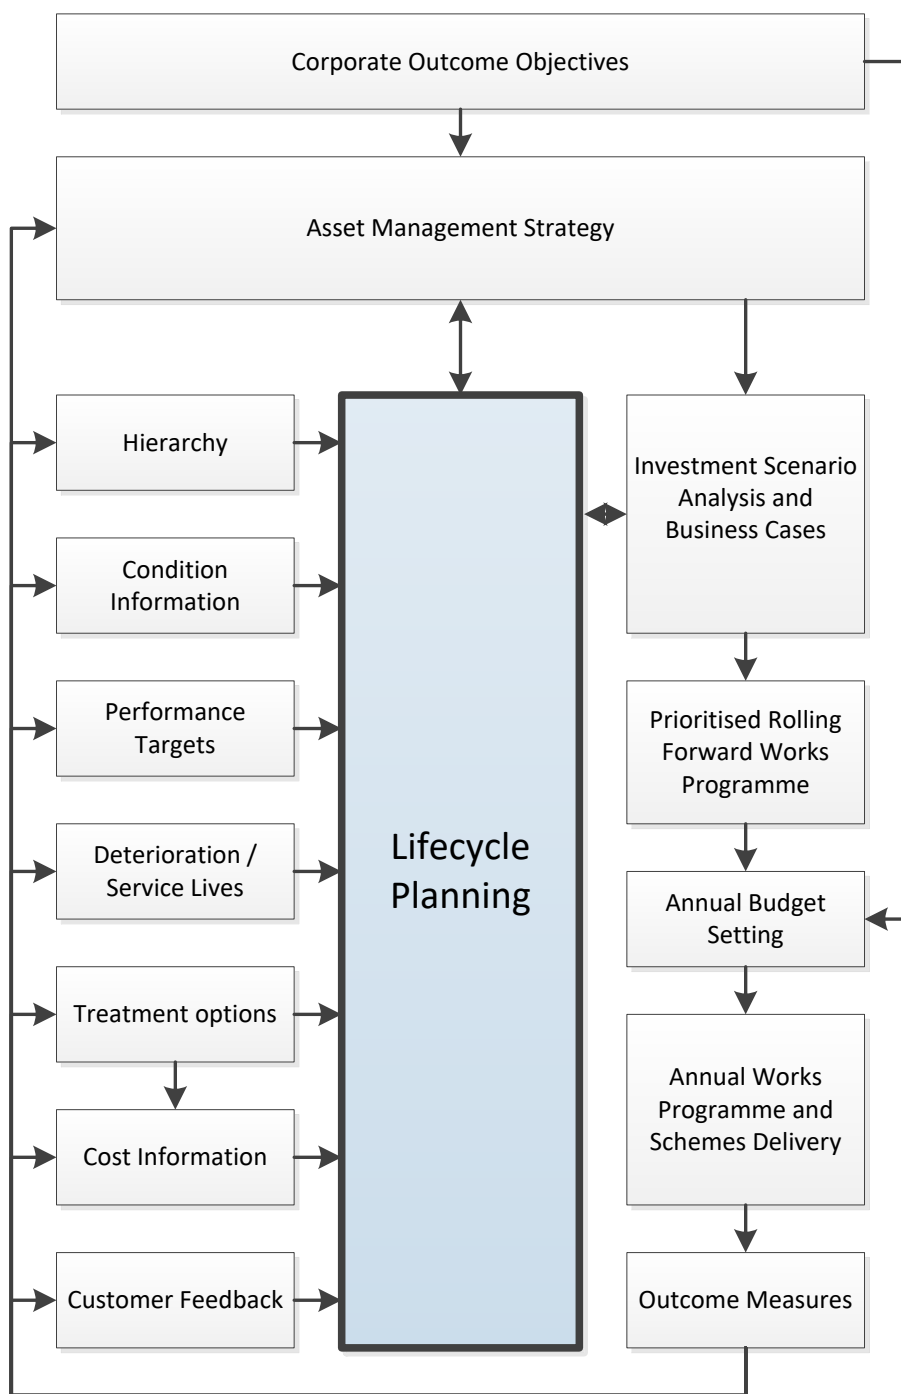 Corporate Outcome Objectives
Asset Management Strategy
Hierarchy
Condition
Information
Performance
Targets
Deterioration /
Service Lives
Treatment options
Cost Information
Customer Feedback
Lifecycle
Planning
Investment Scenario
Analysis and
Business Cases
Prioritised Rolling
Forward Works
Programme
Annual Budget
Setting
Annual Works
Programme and
Schemes Delivery
Outcome Measures